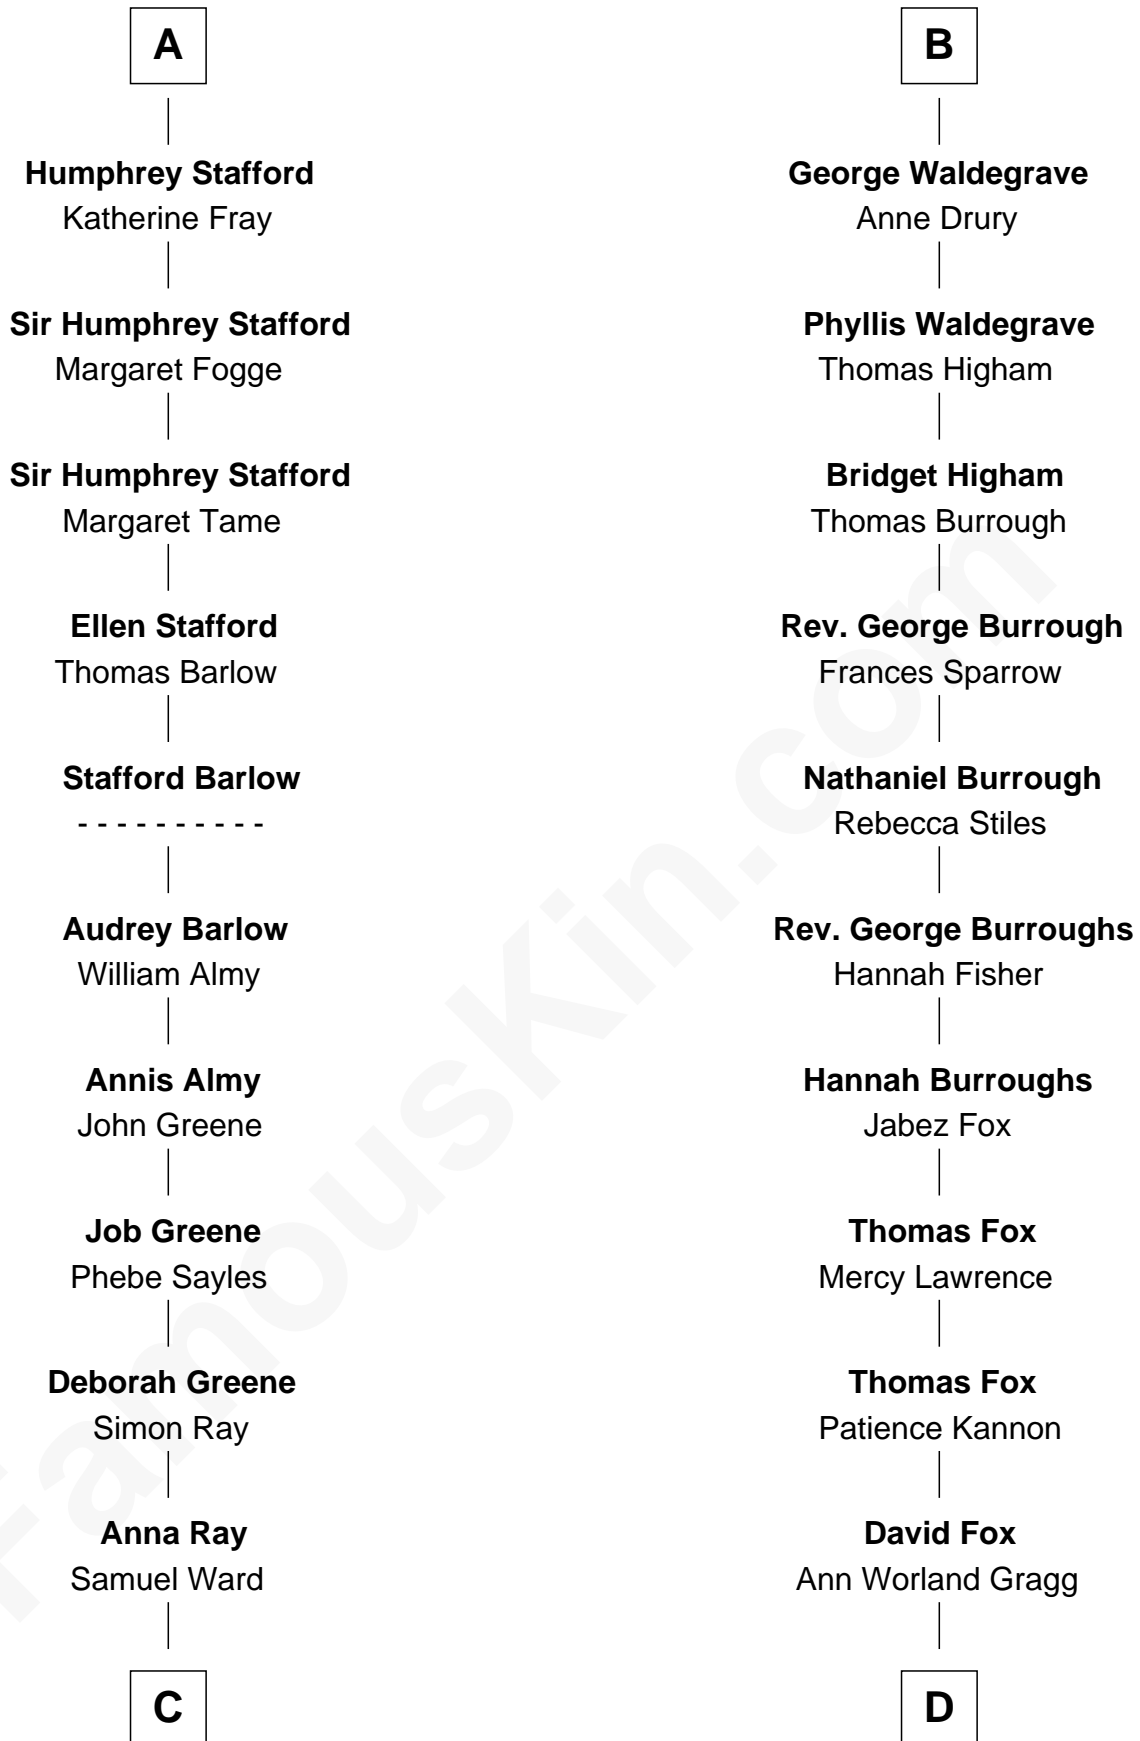 A
Humphrey Stafford
Katherine Fray
Sir Humphrey Stafford
Margaret Fogge
Sir Humphrey Stafford
Margaret Tame
Ellen Stafford
Thomas Barlow
Stafford Barlow
- - - - - - - - - -
Audrey Barlow
William Almy
Annis Almy
John Greene
Job Greene
Phebe Sayles
Deborah Greene
Simon Ray
Anna Ray
Samuel Ward
C
B
George Waldegrave
Anne Drury
Phyllis Waldegrave
Thomas Higham
Bridget Higham
Thomas Burrough
Rev. George Burrough
Frances Sparrow
Nathaniel Burrough
Rebecca Stiles
Rev. George Burroughs
Hannah Fisher
Hannah Burroughs
Jabez Fox
Thomas Fox
Mercy Lawrence
Thomas Fox
Patience Kannon
David Fox
Ann Worland Gragg
D
FamousKin.com